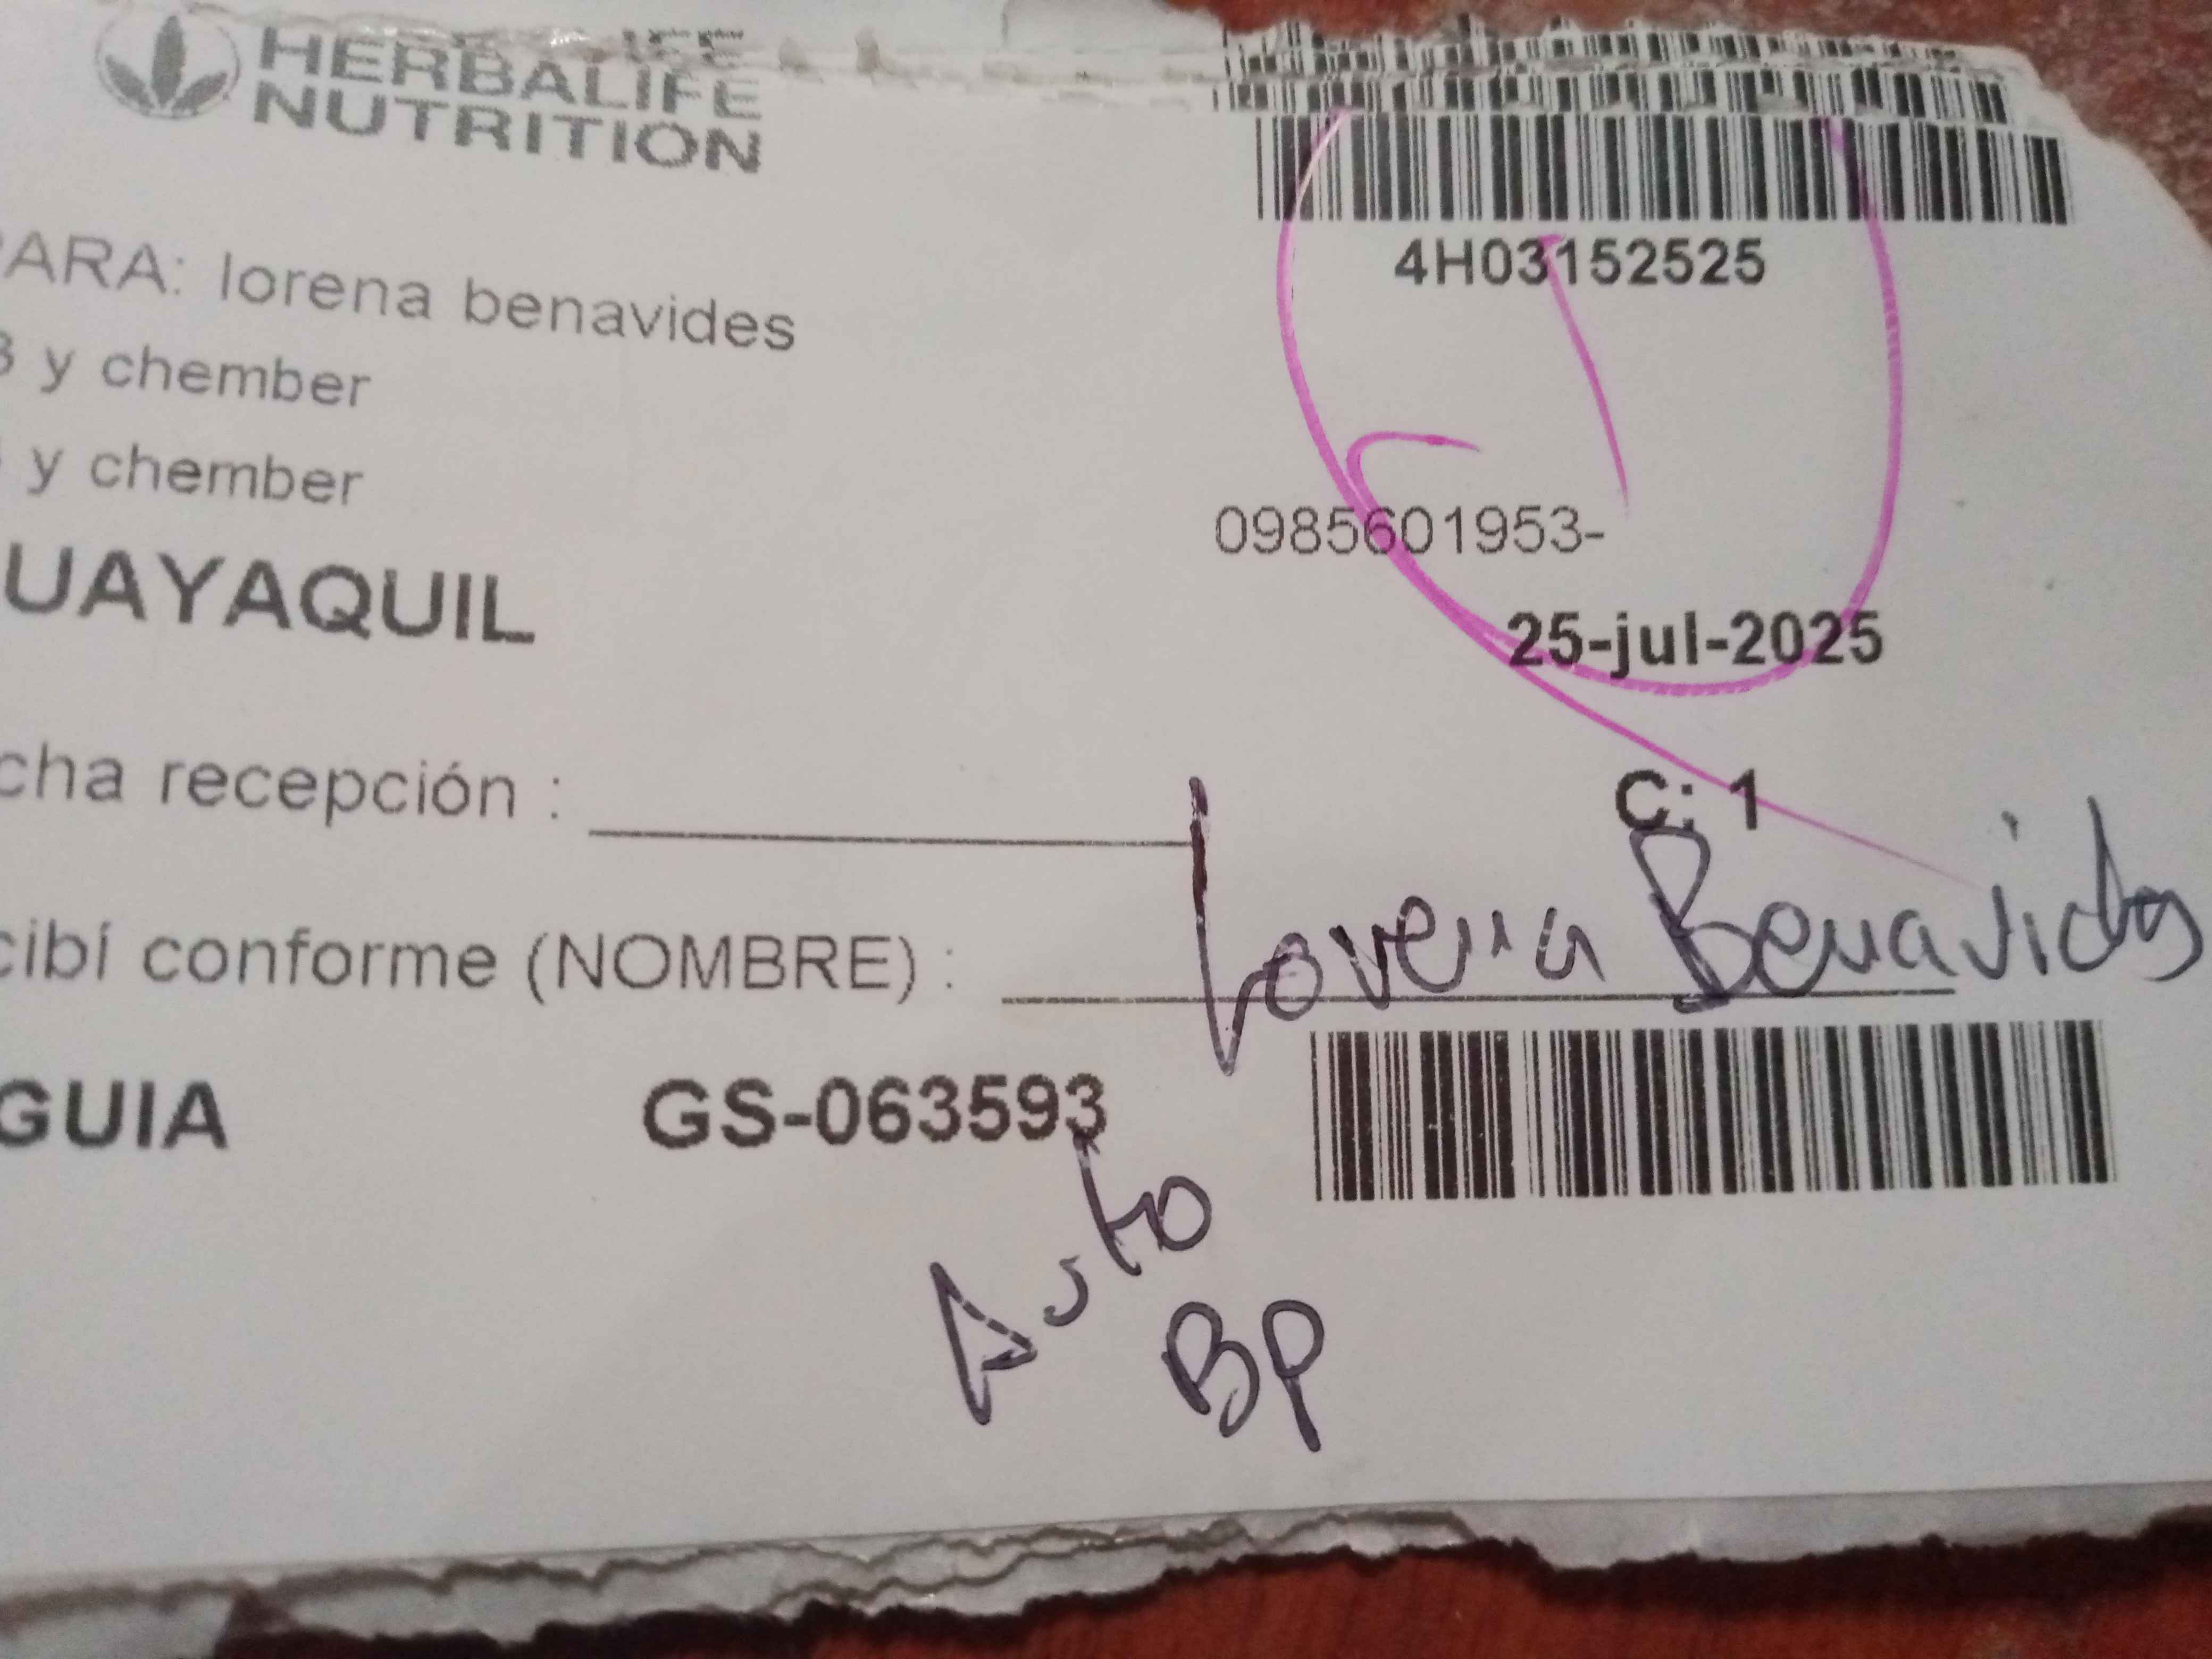 HERBALIFE
NUTRITION
4H03152525
PARA: lorena benavides
y chember
0985601953-
y chember
UAYAQUIL
25-jul-2025
cha recepción :
C: 1
cibí conforme (NOMBRE) : Lorena Benavides
GUIA GS-063593
Auto
BP